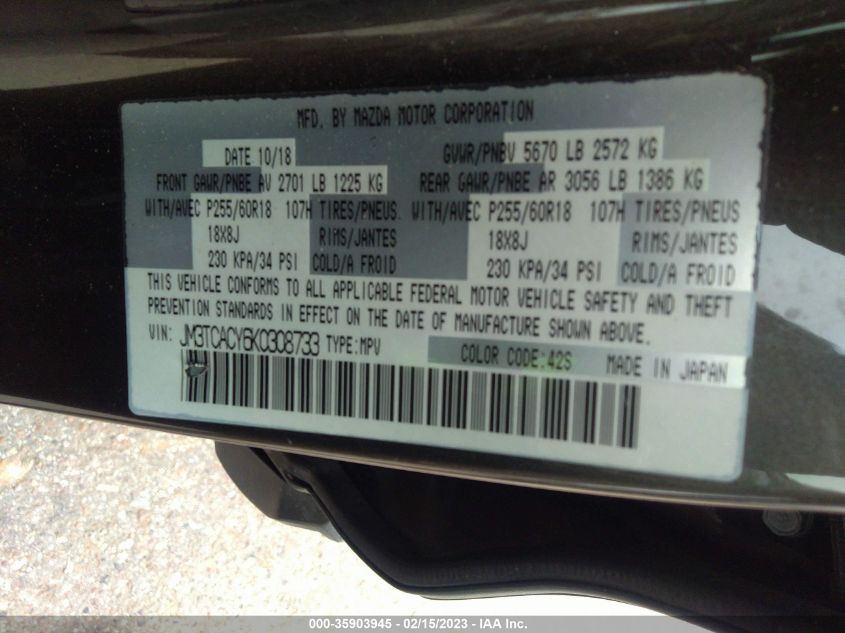 MFD. BY MAZDA MOTOR CORPORATION
DATE 10/18 GVWR/PNBV 5670 LB 2572 KG
FRONT GAWR/PNBE AV 2701 LB 1225 KG REAR GAWR/PNBE AR 3056 LB 1386 KG
WITH/AVEC P255/60R18 107H TIRES/PNEUS. WITH/AVEC P255/60R18 107H TIRES/PNEUS
18X8J RIMS/JANTES 18X8J RIMS/JANTES
230 KPA/34 PSI COLD/A FROID 230 KPA/34 PSI COLD/A FROID
THIS VEHICLE CONFORMS TO ALL APPLICABLE FEDERAL MOTOR VEHICLE SAFETY AND THEFT
PREVENTION STANDARDS IN EFFECT ON THE DATE OF MANUFACTURE SHOWN ABOVE.
VIN: JM3TCACY6K0308733 TYPE:MPV COLOR CODE:42S MADE IN JAPAN
000-35903945 - 02/15/2023 - IAA Inc.